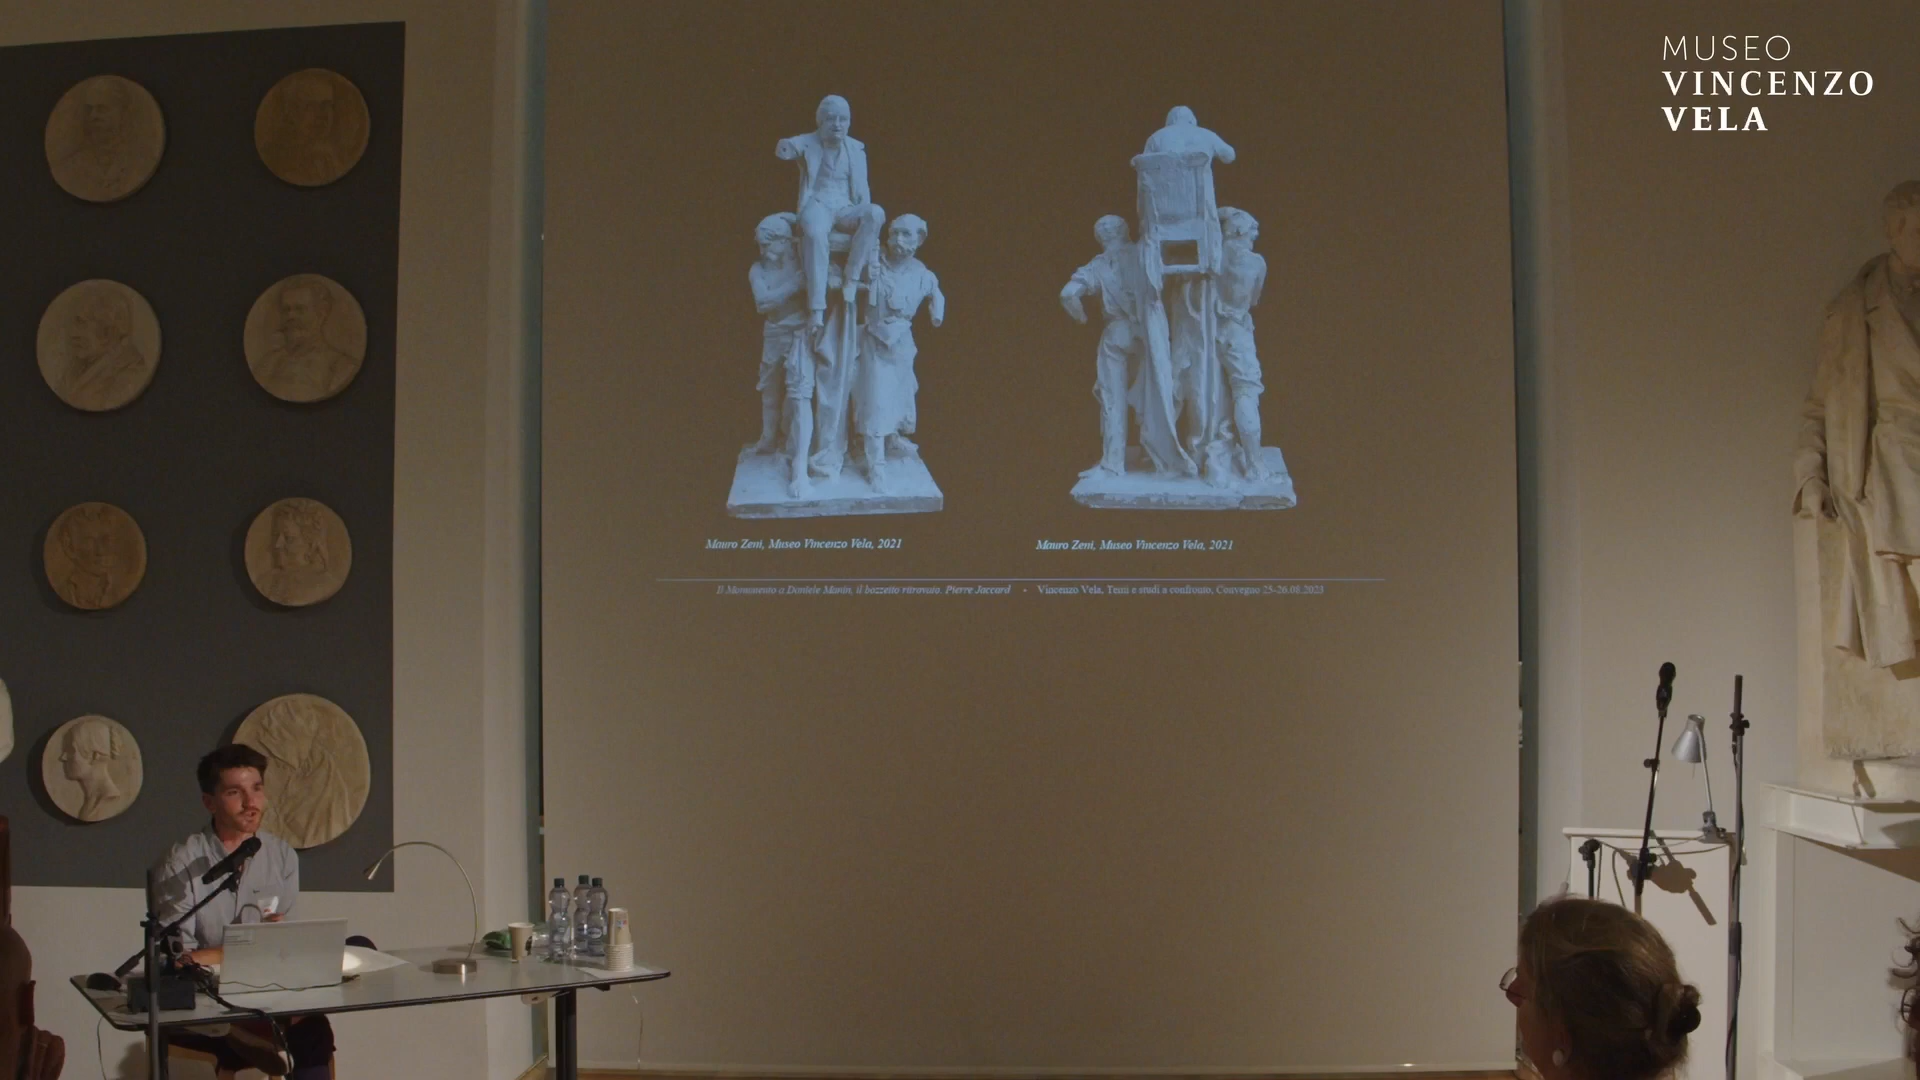 MUSEO
VINCENZO
VELA
Mauro Zeni, Museo Vincenzo Vela, 2021
Mauro Zeni, Museo Vincenzo Vela, 2021
Il Monumento a Daniele Manin, il bozzetto ritrovato. Pierre Jaccard • Vincenzo Vela, Temi e studi a confronto, Convegno 25-26.08.2023